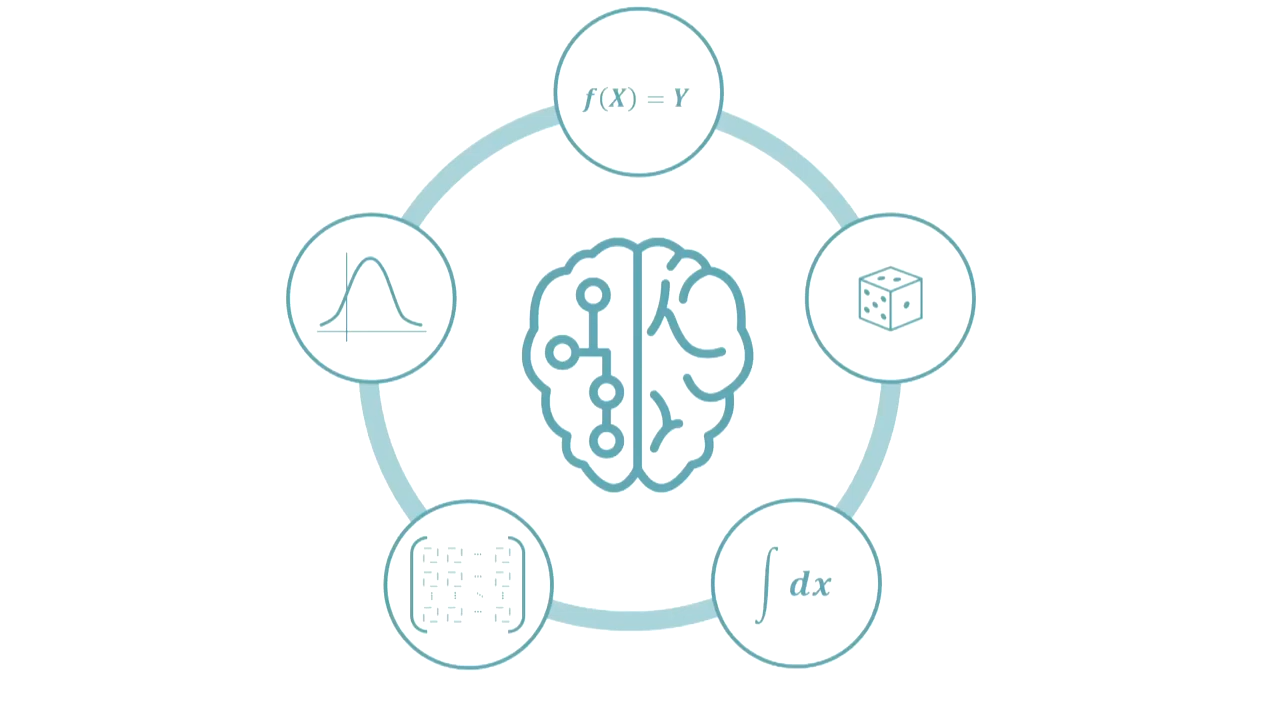 f(X) = Y
∫ dx